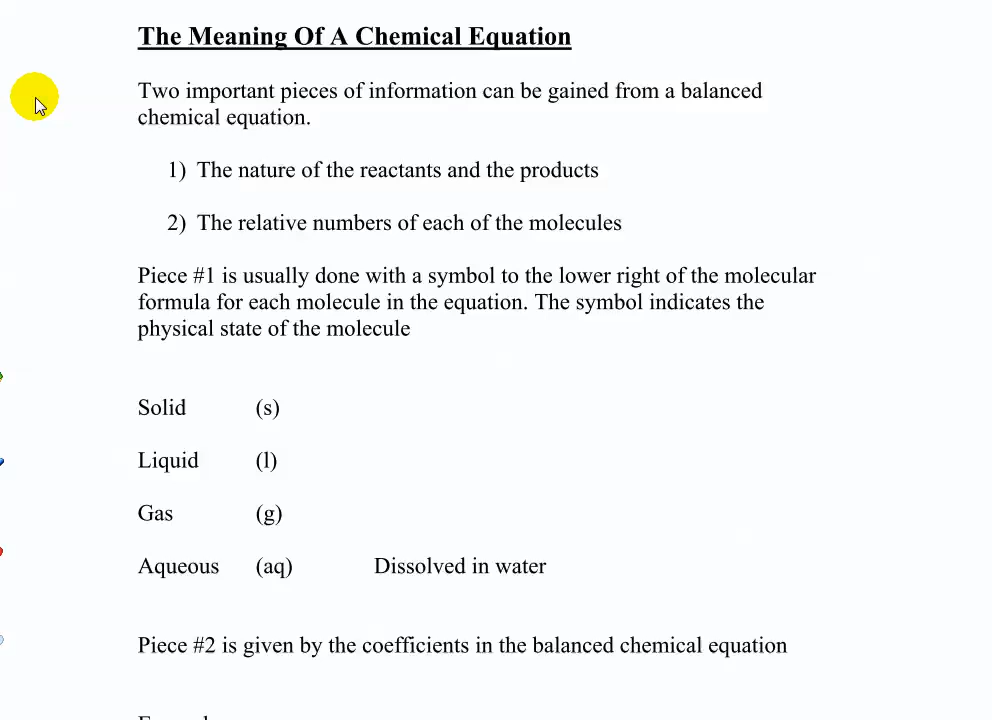 The Meaning Of A Chemical Equation
Two important pieces of information can be gained from a balanced
chemical equation.
1) The nature of the reactants and the products
2) The relative numbers of each of the molecules
Piece #1 is usually done with a symbol to the lower right of the molecular
formula for each molecule in the equation. The symbol indicates the
physical state of the molecule
Solid (s)
Liquid (l)
Gas (g)
Aqueous (aq) Dissolved in water
Piece #2 is given by the coefficients in the balanced chemical equation